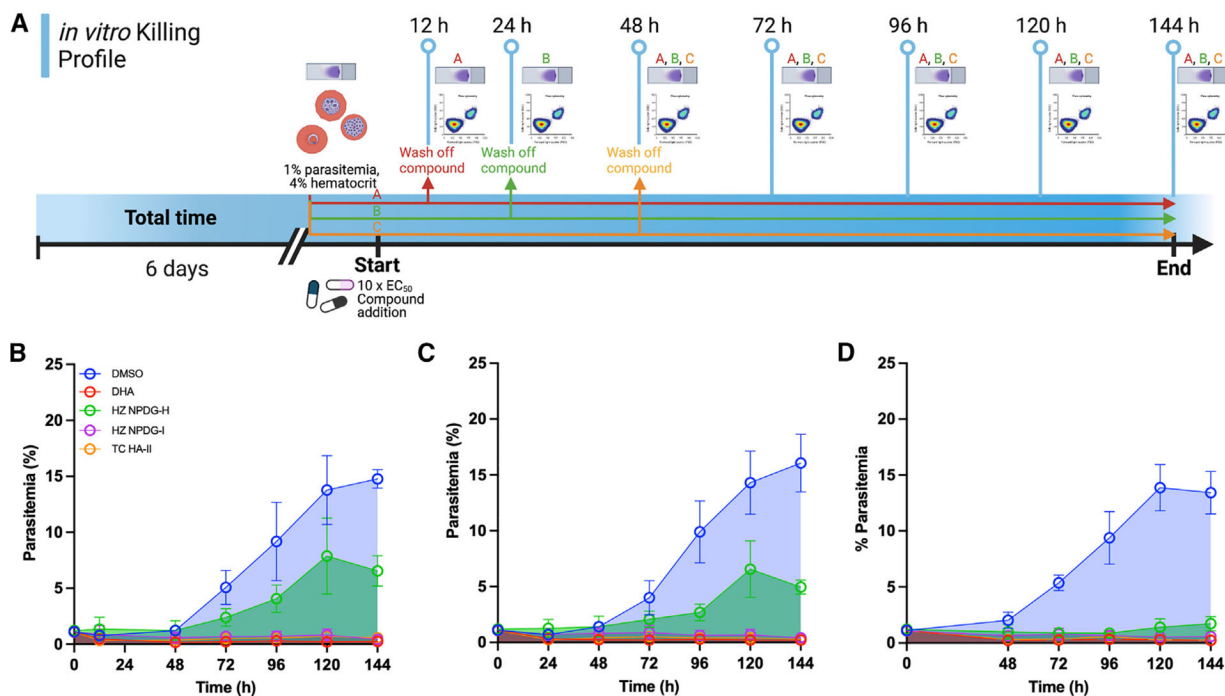 A
in vitro Killing
Profile
12 h
24 h
48 h
72 h
96 h
120 h
144 h
A
B
A, B, C
A, B, C
A, B, C
A, B, C
A, B, C
1% parasitemia,
4% hematocrit
Wash off
compound
Wash off
compound
Wash off
compound
A
B
C
Total time
6 days
Start
End
10 x EC₅₀
Compound
addition
B
25
20
15
10
5
0
Parasitemia (%)
DMSO
DHA
HZ NPDG-H
HZ NPDG-I
TC HA-II
0 24 48 72 96 120 144
Time (h)
C
25
20
15
10
5
0
Parasitemia (%)
0 24 48 72 96 120 144
Time (h)
D
25
20
15
10
5
0
% Parasitemia
0 48 72 96 120 144
Time (h)